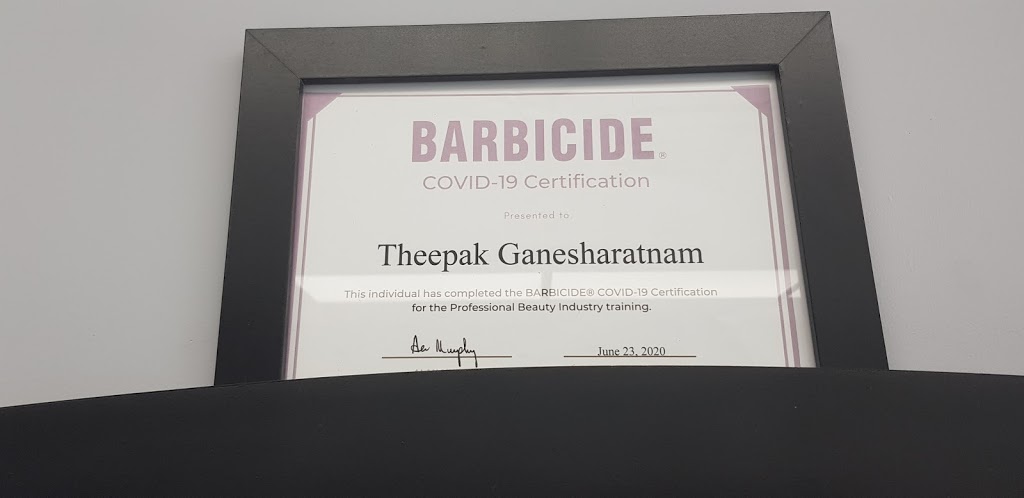 BARBICIDE®
COVID-19 Certification
Presented to
Theepak Ganesharatnam
This individual has completed the BARBICIDE® COVID-19 Certification
for the Professional Beauty Industry training.
June 23, 2020